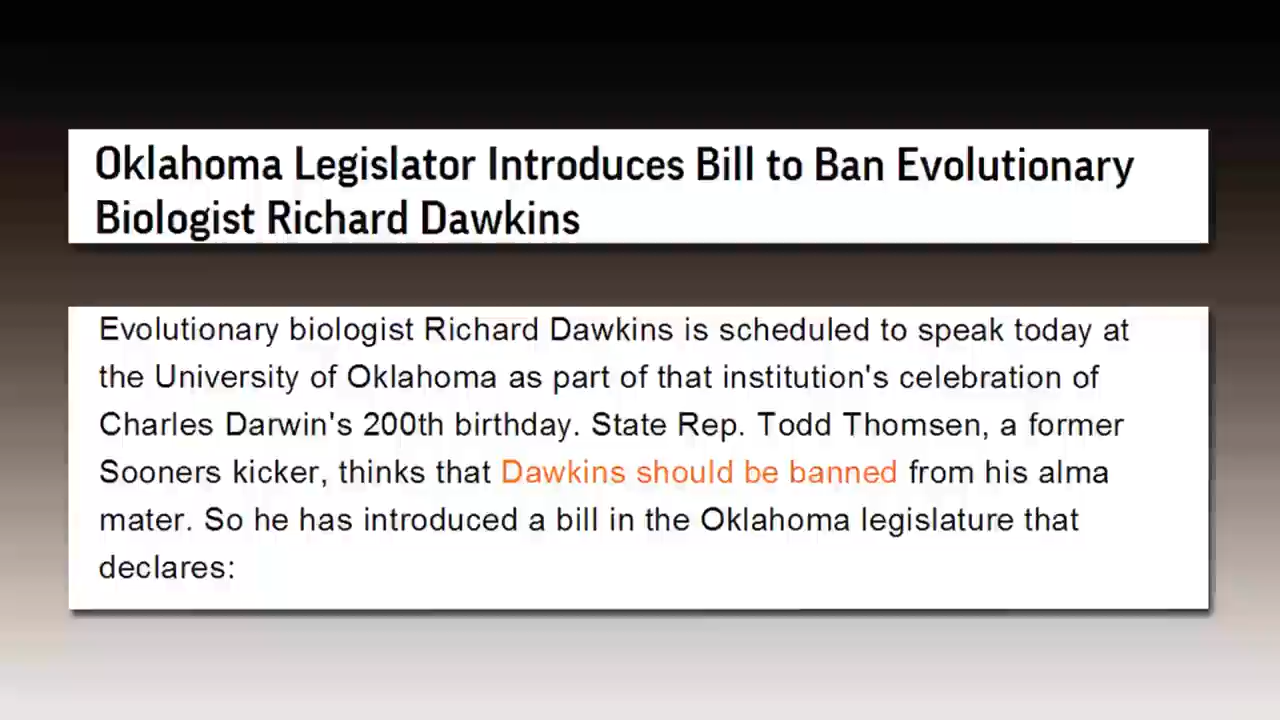 Oklahoma Legislator Introduces Bill to Ban Evolutionary
Biologist Richard Dawkins
Evolutionary biologist Richard Dawkins is scheduled to speak today at
the University of Oklahoma as part of that institution's celebration of
Charles Darwin's 200th birthday. State Rep. Todd Thomsen, a former
Sooners kicker, thinks that Dawkins should be banned from his alma
mater. So he has introduced a bill in the Oklahoma legislature that
declares: